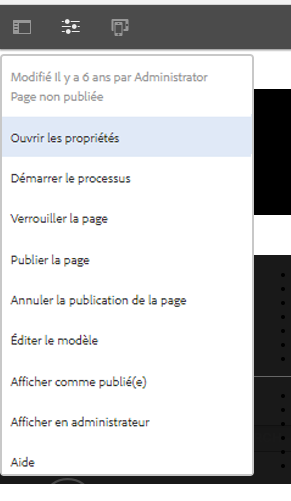 Modifié Il y a 6 ans par Administrator
Page non publiée
Ouvrir les propriétés
Démarrer le processus
Verrouiller la page
Publier la page
Annuler la publication de la page
Éditer le modèle
Afficher comme publié(e)
Afficher en administrateur
Aide